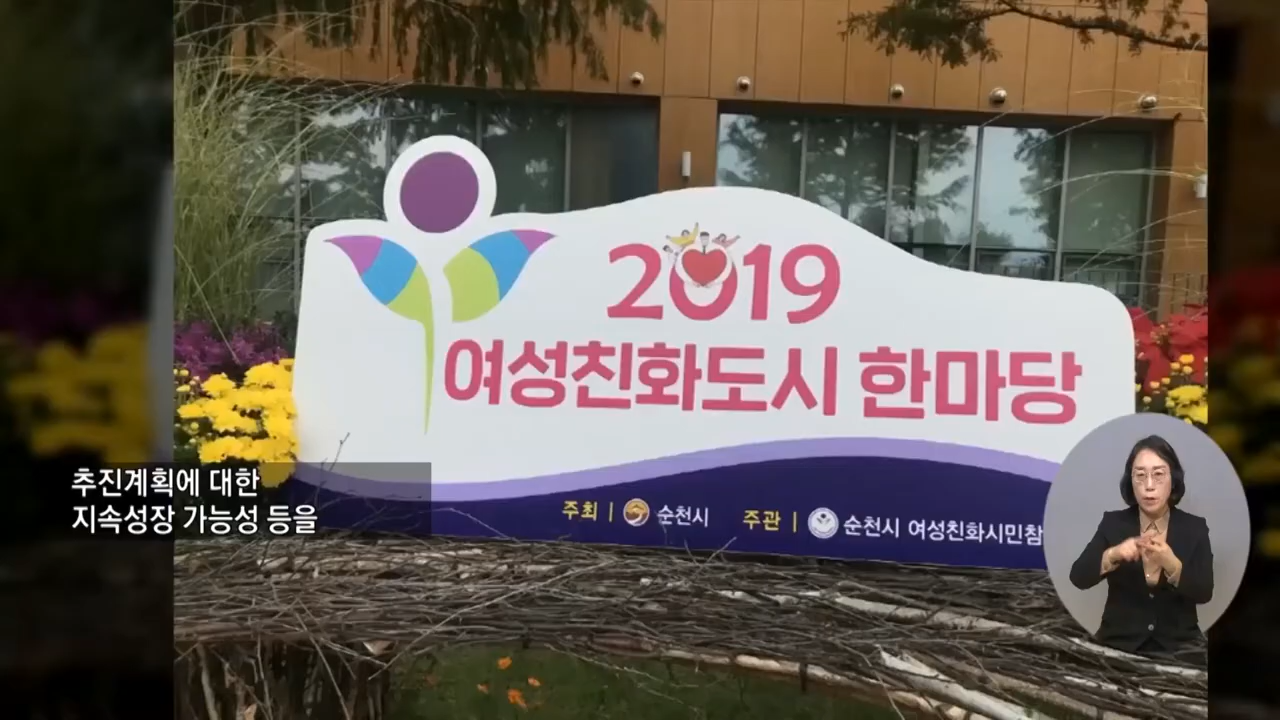 2019
여성친화도시 한마당
주최 | 순천시 주관 | 순천시 여성친화시민참
추진계획에 대한
지속성장 가능성 등을